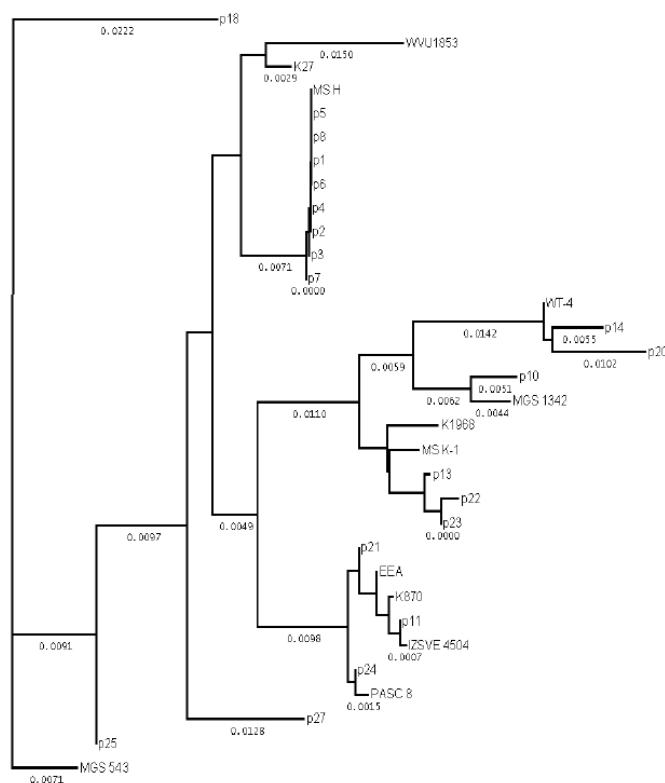 p18
0.0222
WVU1853
0.0150
K27
0.0029
MS H
p5
p8
p1
p6
p4
p2
p3
0.0071
p7
0.0000
WT-4
p14
0.0142
0.0055
p20
0.0059
0.0102
p10
0.0051
MGS 1342
0.0062
0.0044
0.0110
K1968
MS K-1
p13
p22
p23
0.0049
0.0000
0.0097
p21
EEA
K870
p11
IZSVE 4504
0.0098
0.0007
0.0091
p24
PASC 8
0.0015
p27
0.0128
p25
MGS 543
0.0071